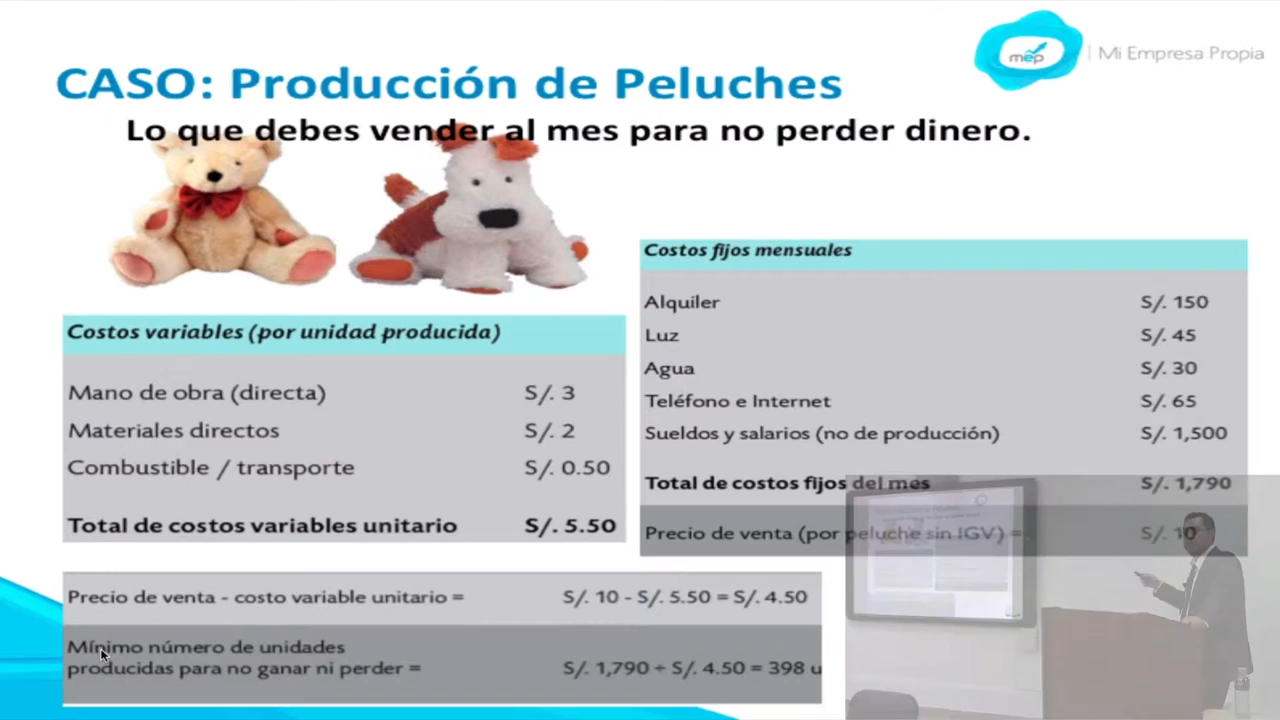 mep | Mi Empresa Propia
CASO: Producción de Peluches
Lo que debes vender al mes para no perder dinero.
Costos variables (por unidad producida)
Mano de obra (directa) S/. 3
Materiales directos S/. 2
Combustible / transporte S/. 0.50
Total de costos variables unitario S/. 5.50
Costos fijos mensuales
Alquiler S/. 150
Luz S/. 45
Agua S/. 30
Teléfono e Internet S/. 65
Sueldos y salarios (no de producción) S/. 1,500
Total de costos fijos del mes S/. 1,790
Precio de venta (por peluche sin IGV) = S/. 10
Precio de venta - costo variable unitario = S/. 10 - S/. 5.50 = S/. 4.50
Mínimo número de unidades
producidas para no ganar ni perder = S/. 1,790 ÷ S/. 4.50 = 398 u